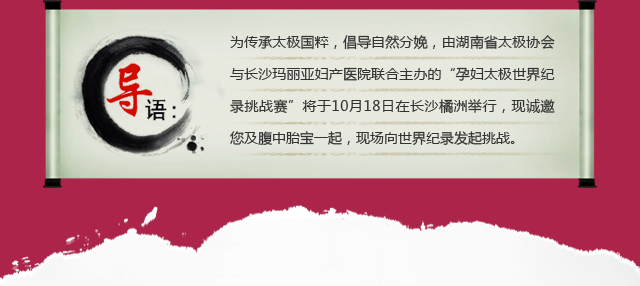 导语：
为传承太极国粹，倡导自然分娩，由湖南省太极协会
与长沙玛丽亚妇产医院联合主办的“孕妇太极世界纪
录挑战赛”将于10月18日在长沙橘洲举行，现诚邀
您及腹中胎宝一起，现场向世界纪录发起挑战。